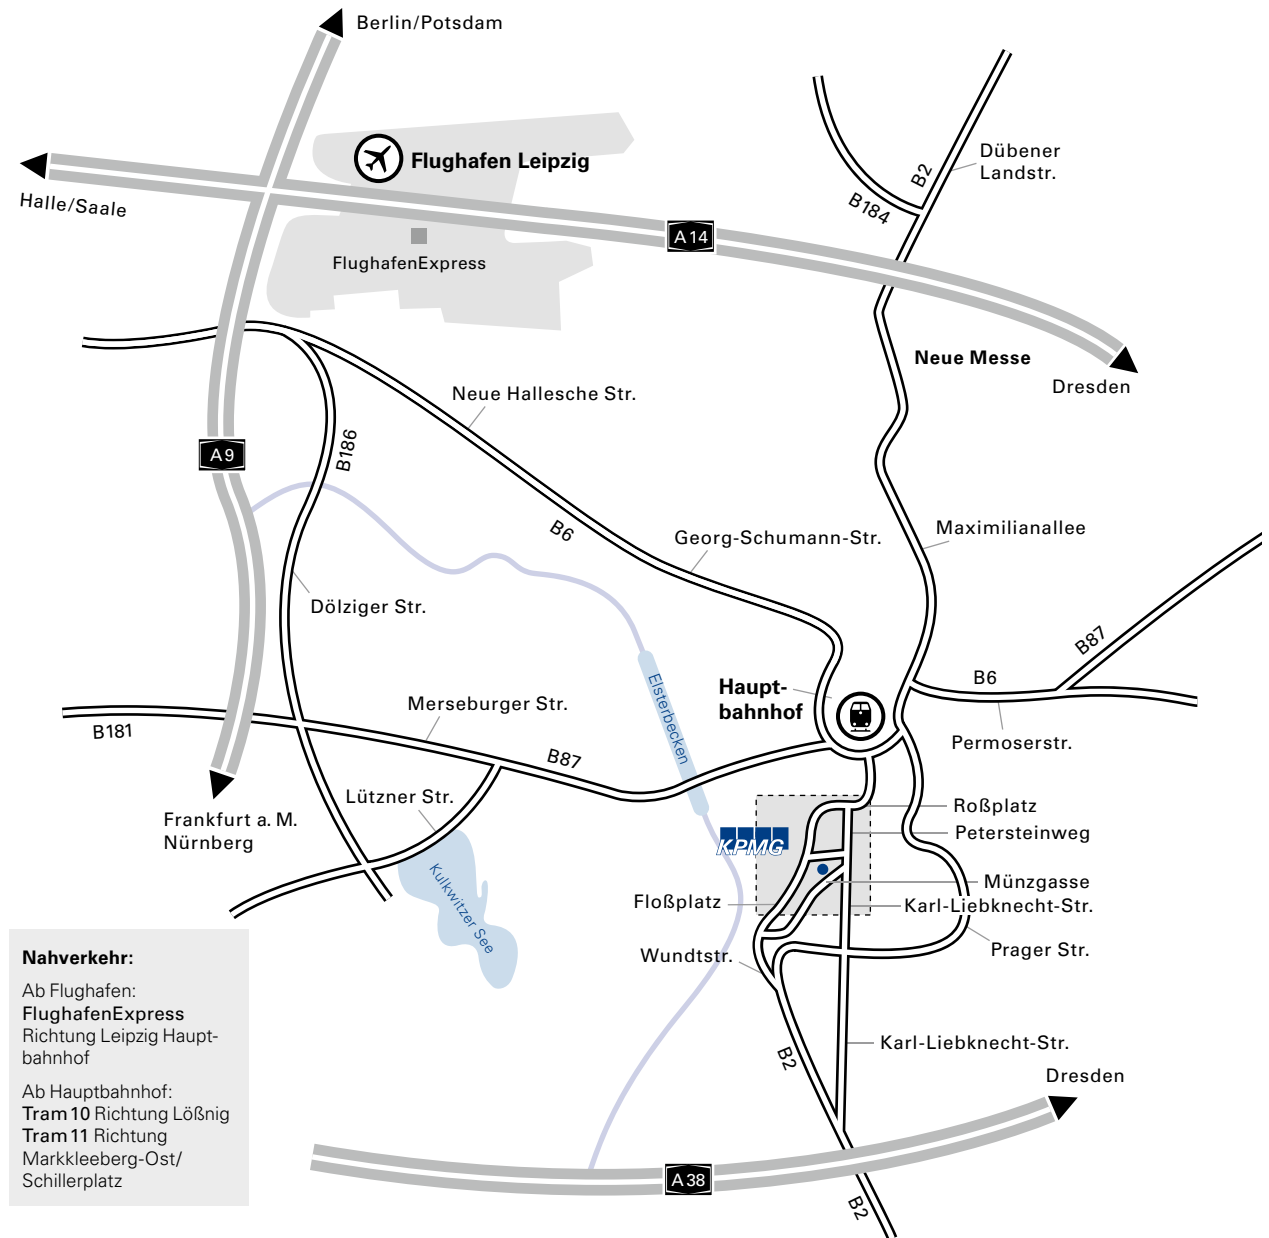 Berlin/Potsdam
Flughafen Leipzig
Halle/Saale
FlughafenExpress
A 14
B2
B184
Dübener
Landstr.
Neue Messe
Dresden
Neue Hallesche Str.
A 9
B186
B6
Georg-Schumann-Str.
Maximilianallee
Dölziger Str.
B87
B6
Haupt-
bahnhof
Elsterbecken
Merseburger Str.
B181
B87
Permoserstr.
Lützner Str.
Frankfurt a. M.
Nürnberg
Roßplatz
Petersteinweg
KPMG
Münzgasse
Floßplatz
Karl-Liebknecht-Str.
Kulkwitzer See
Wundtstr.
Prager Str.
B2
Karl-Liebknecht-Str.
Dresden
A 38
B2
Nahverkehr:
Ab Flughafen:
FlughafenExpress
Richtung Leipzig Haupt-
bahnhof
Ab Hauptbahnhof:
Tram 10 Richtung Lößnig
Tram 11 Richtung
Markkleeberg-Ost/
Schillerplatz